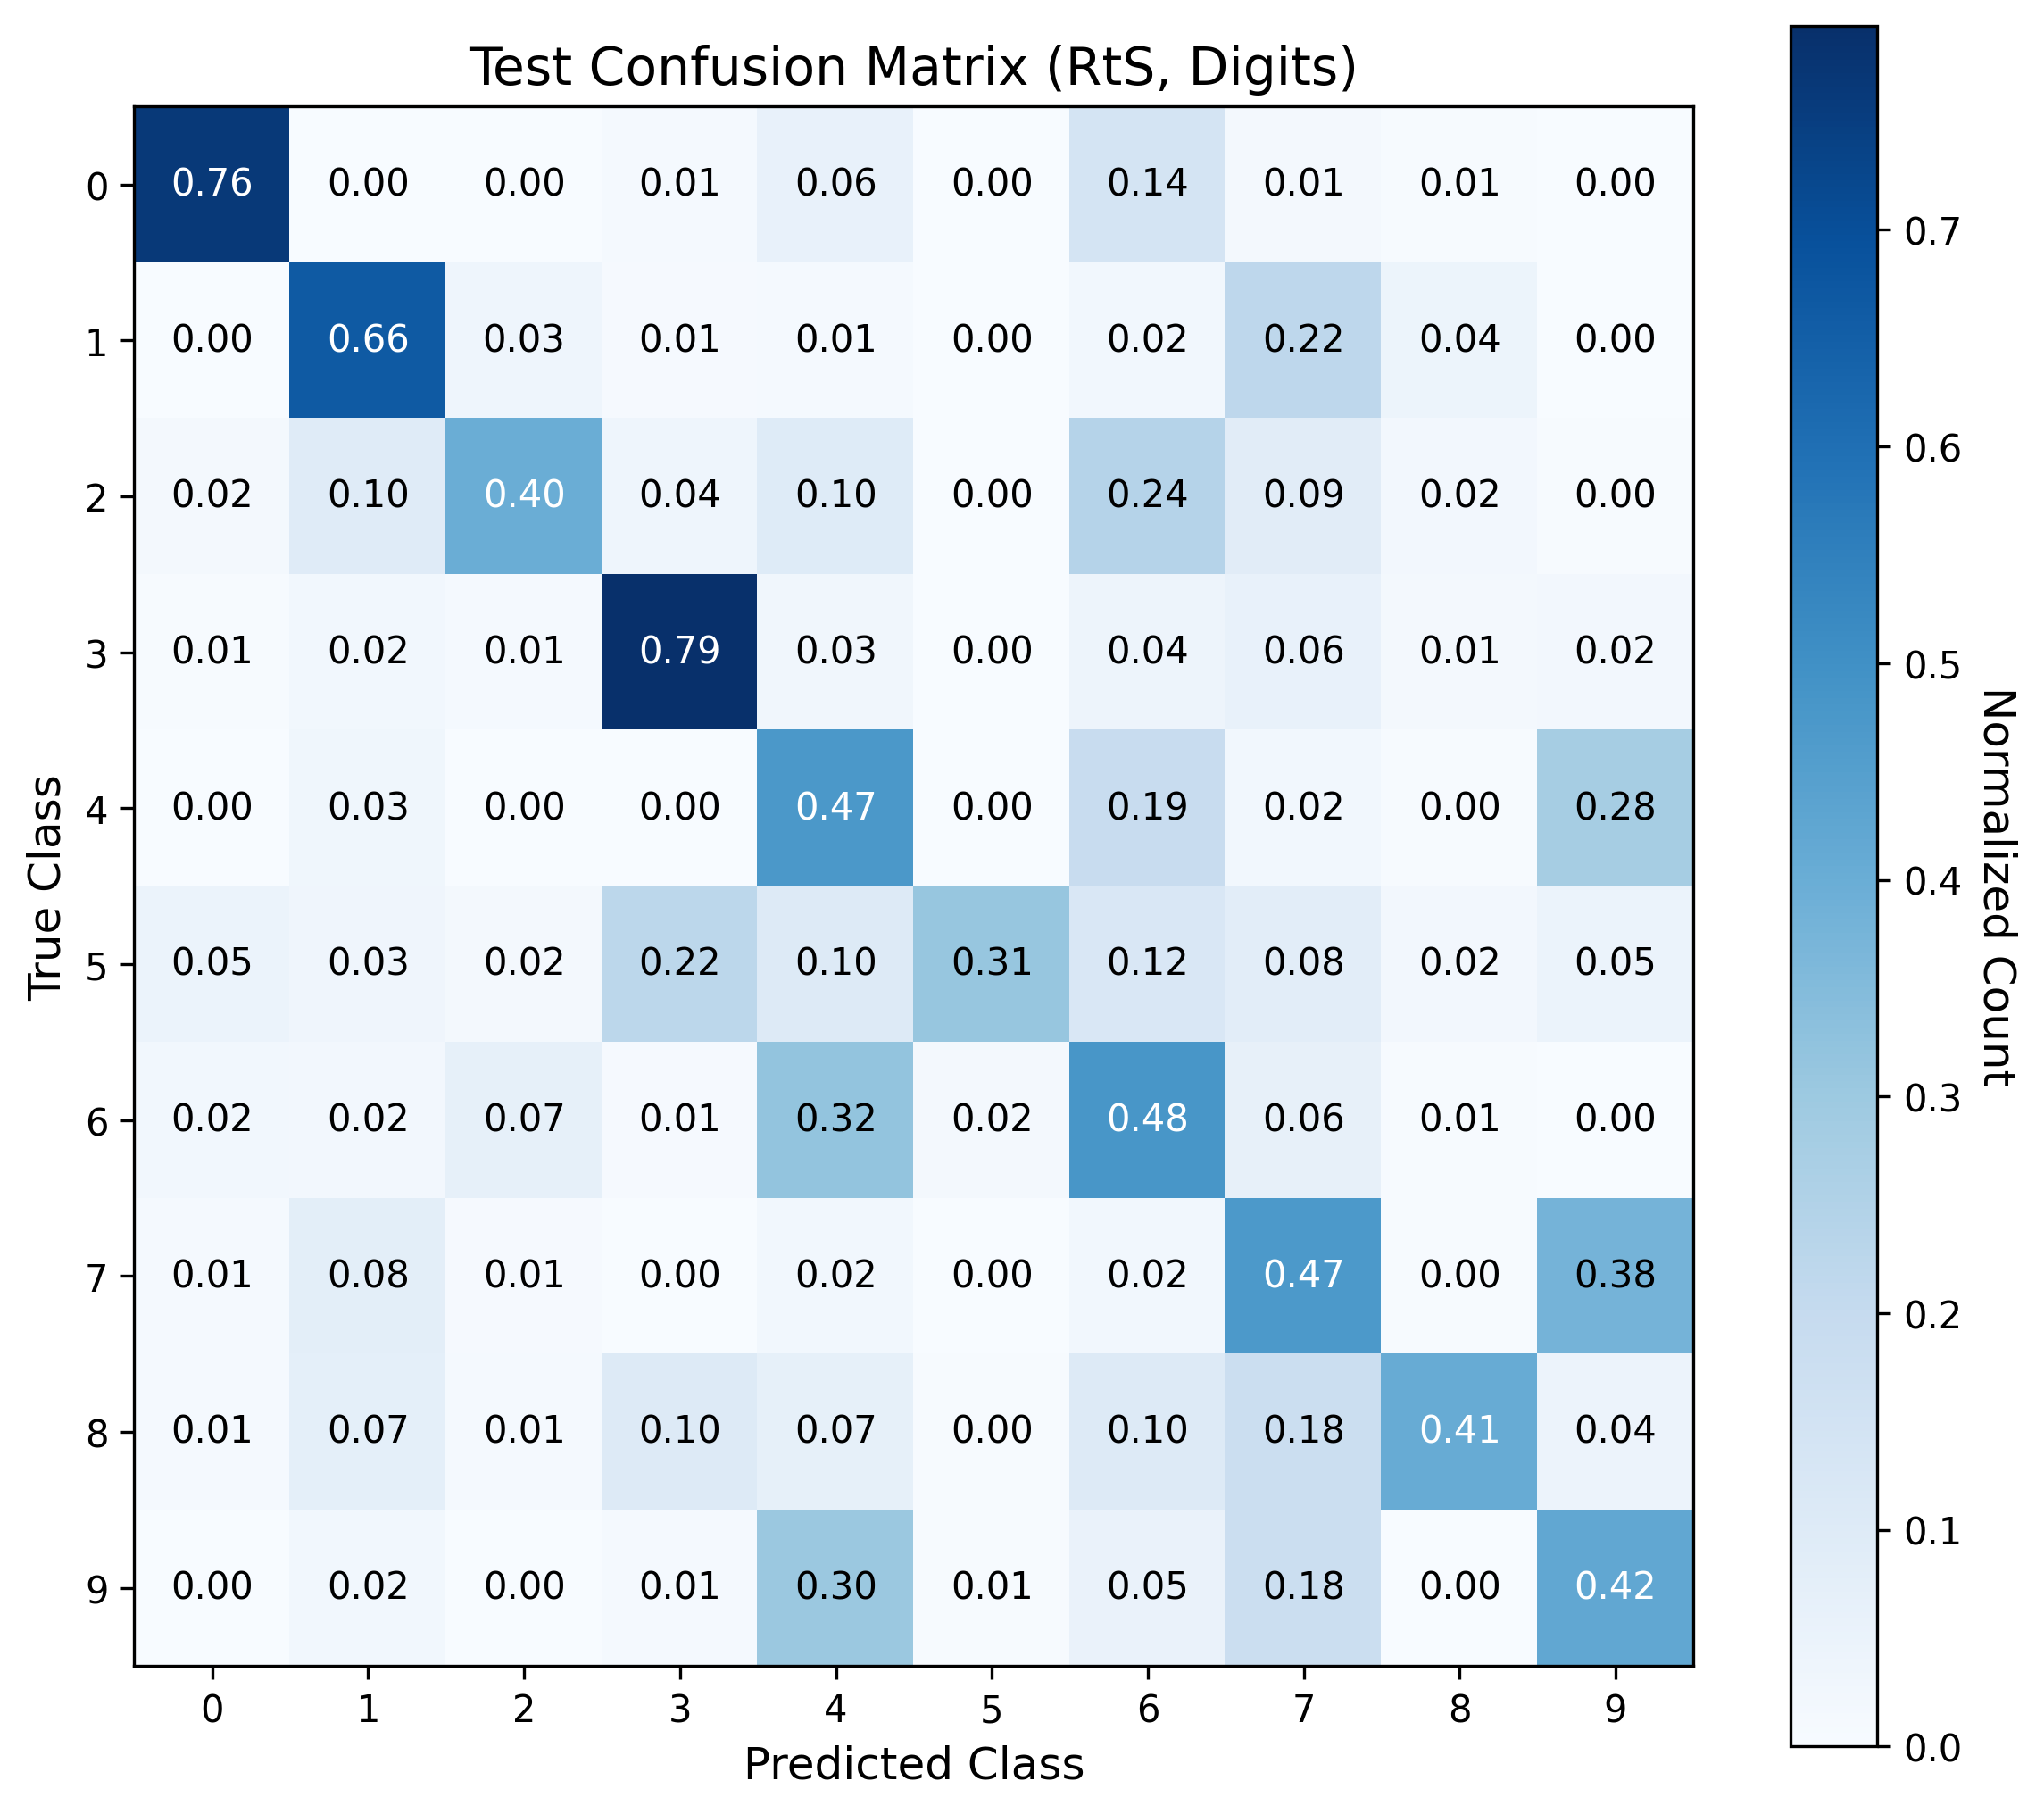 Test Confusion Matrix (RtS, Digits)
0 0.76 0.00 0.00 0.01 0.06 0.00 0.14 0.01 0.01 0.00
1 0.00 0.66 0.03 0.01 0.01 0.00 0.02 0.22 0.04 0.00
2 0.02 0.10 0.40 0.04 0.10 0.00 0.24 0.09 0.02 0.00
3 0.01 0.02 0.01 0.79 0.03 0.00 0.04 0.06 0.01 0.02
4 0.00 0.03 0.00 0.00 0.47 0.00 0.19 0.02 0.00 0.28
5 0.05 0.03 0.02 0.22 0.10 0.31 0.12 0.08 0.02 0.05
6 0.02 0.02 0.07 0.01 0.32 0.02 0.48 0.06 0.01 0.00
7 0.01 0.08 0.01 0.00 0.02 0.00 0.02 0.47 0.00 0.38
8 0.01 0.07 0.01 0.10 0.07 0.00 0.10 0.18 0.41 0.04
9 0.00 0.02 0.00 0.01 0.30 0.01 0.05 0.18 0.00 0.42
0 1 2 3 4 5 6 7 8 9
Predicted Class
True Class
0.7
0.6
0.5
0.4
0.3
0.2
0.1
0.0
Normalized Count